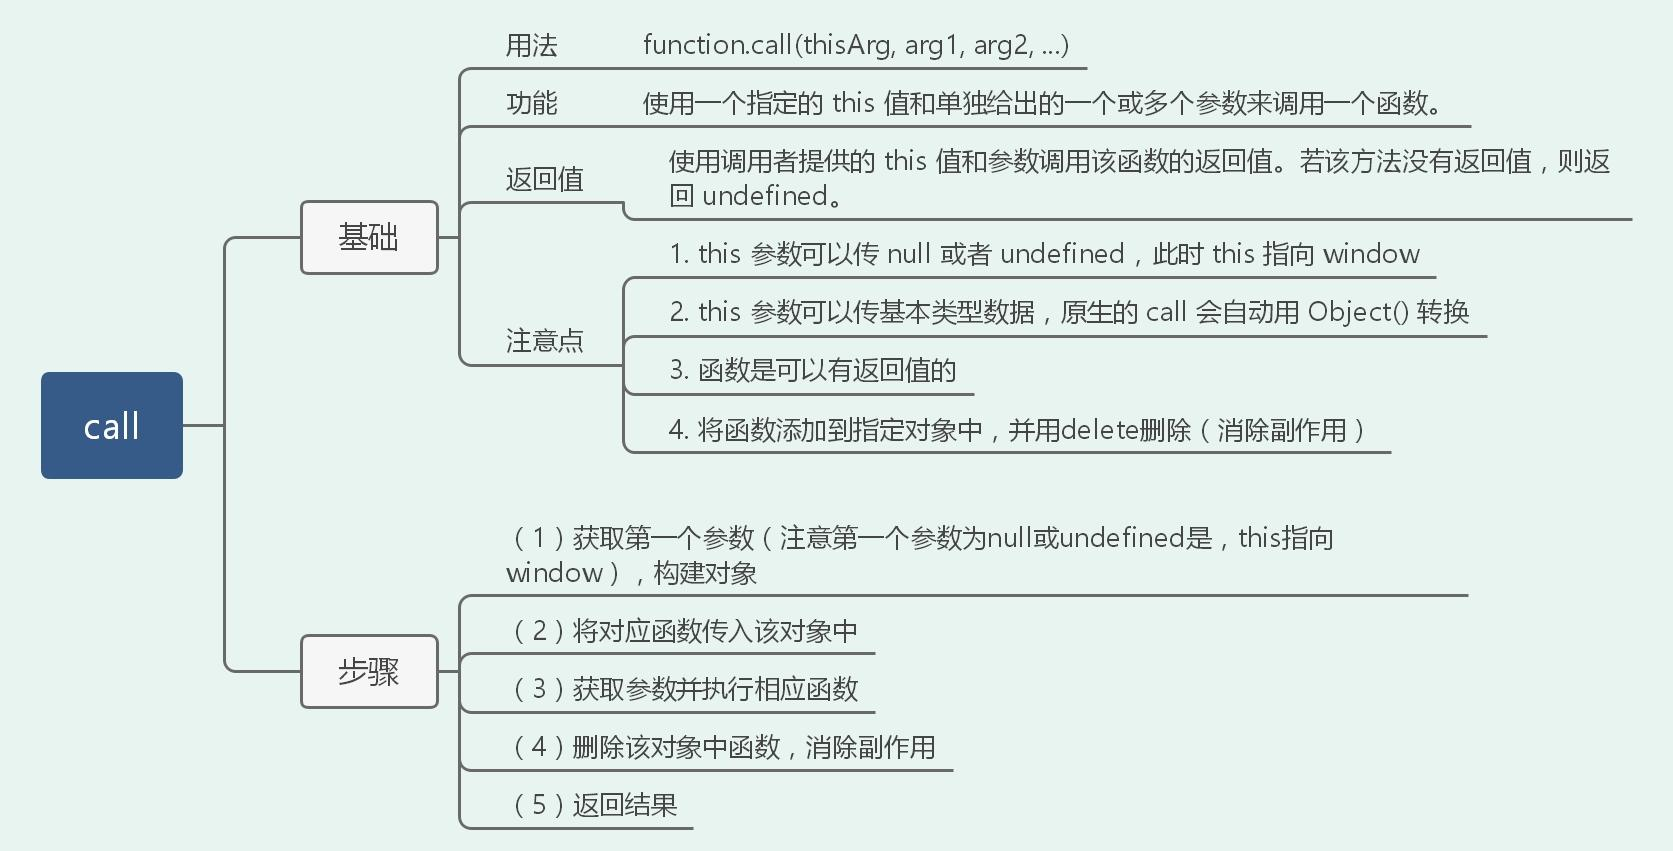 用法 function.call(thisArg, arg1, arg2, ...)
功能 使用一个指定的 this 值和单独给出的一个或多个参数来调用一个函数。
返回值
使用调用者提供的 this 值和参数调用该函数的返回值。若该方法没有返回值，则返
回 undefined。
基础
1. this 参数可以传 null 或者 undefined，此时 this 指向 window
2. this 参数可以传基本类型数据，原生的 call 会自动用 Object() 转换
注意点
3. 函数是可以有返回值的
4. 将函数添加到指定对象中，并用delete删除（消除副作用）
call
（1）获取第一个参数（注意第一个参数为null或undefined是，this指向
window），构建对象
（2）将对应函数传入该对象中
步骤
（3）获取参数并执行相应函数
（4）删除该对象中函数，消除副作用
（5）返回结果